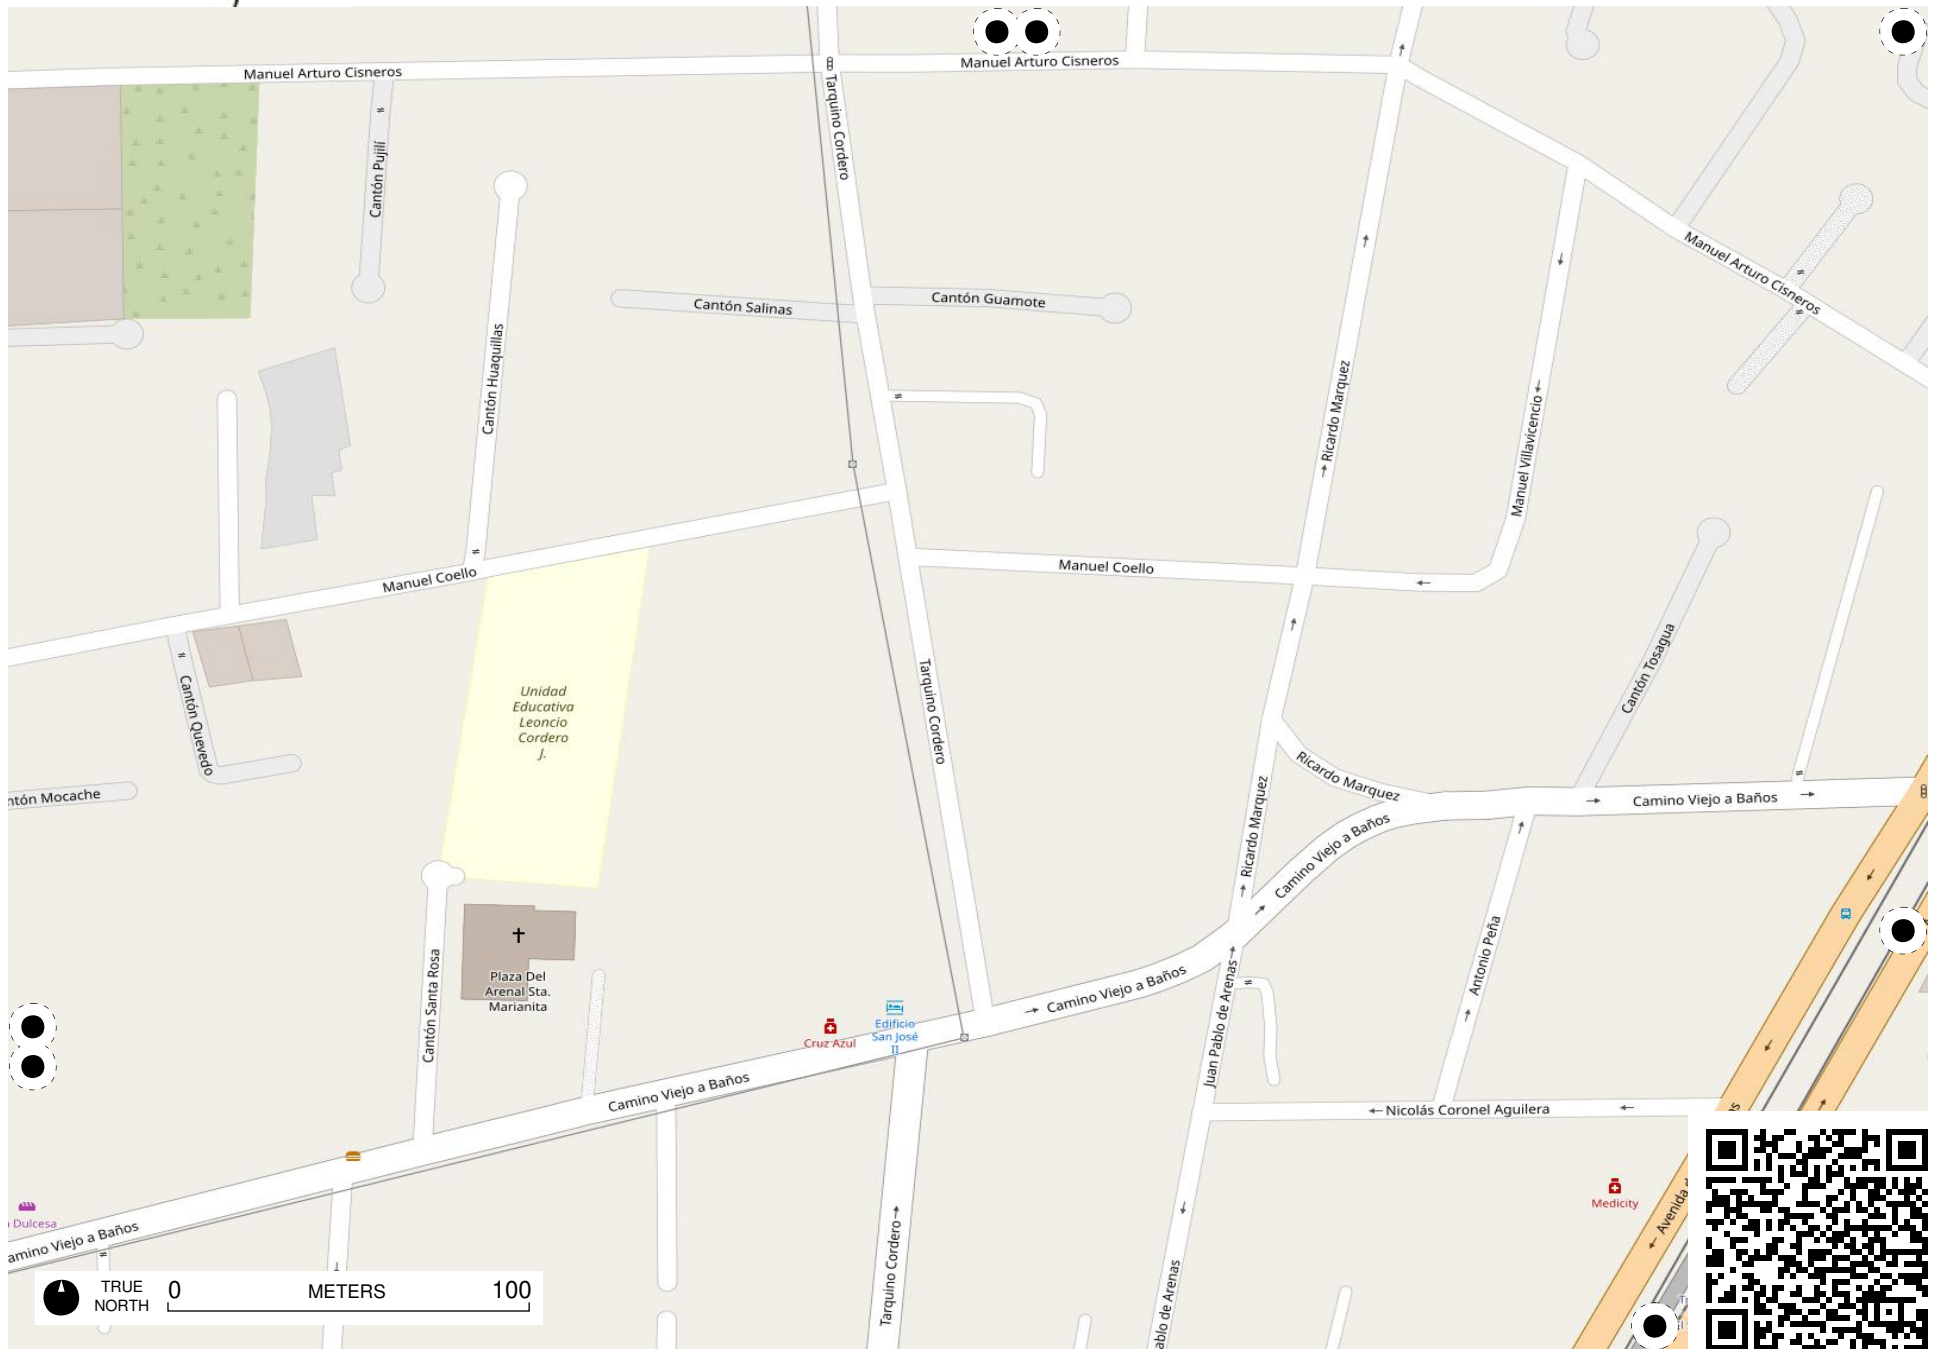 Manuel Arturo Cisneros
Manuel Arturo Cisneros
Tarquino Cordero
Cantón Pujilí
Manuel Arturo Cisneros
Cantón Salinas
Cantón Guamote
Cantón Huaquillas
Ricardo Marquez
Manuel Villavicencio
Manuel Coello
Manuel Coello
Cantón Tosagua
Cantón Quevedo
Unidad
Educativa
Leoncio
Cordero
J.
Tarquino Cordero
Ricardo Marquez
Ricardo Marquez
ntón Mocache
Camino Viejo a Baños
Camino Viejo a Baños
Antonio Peña
Cantón Santa Rosa
Plaza Del
Arenal Sta.
Marianita
Camino Viejo a Baños
Juan Pablo de Arenas
Edificio
San José
II
Cruz Azul
Camino Viejo a Baños
Nicolás Coronel Aguilera
Medicity
Dulcesa
amino Viejo a Baños
Tarquino Cordero
ablo de Arenas
Avenida
TRUE
NORTH
0 METERS 100